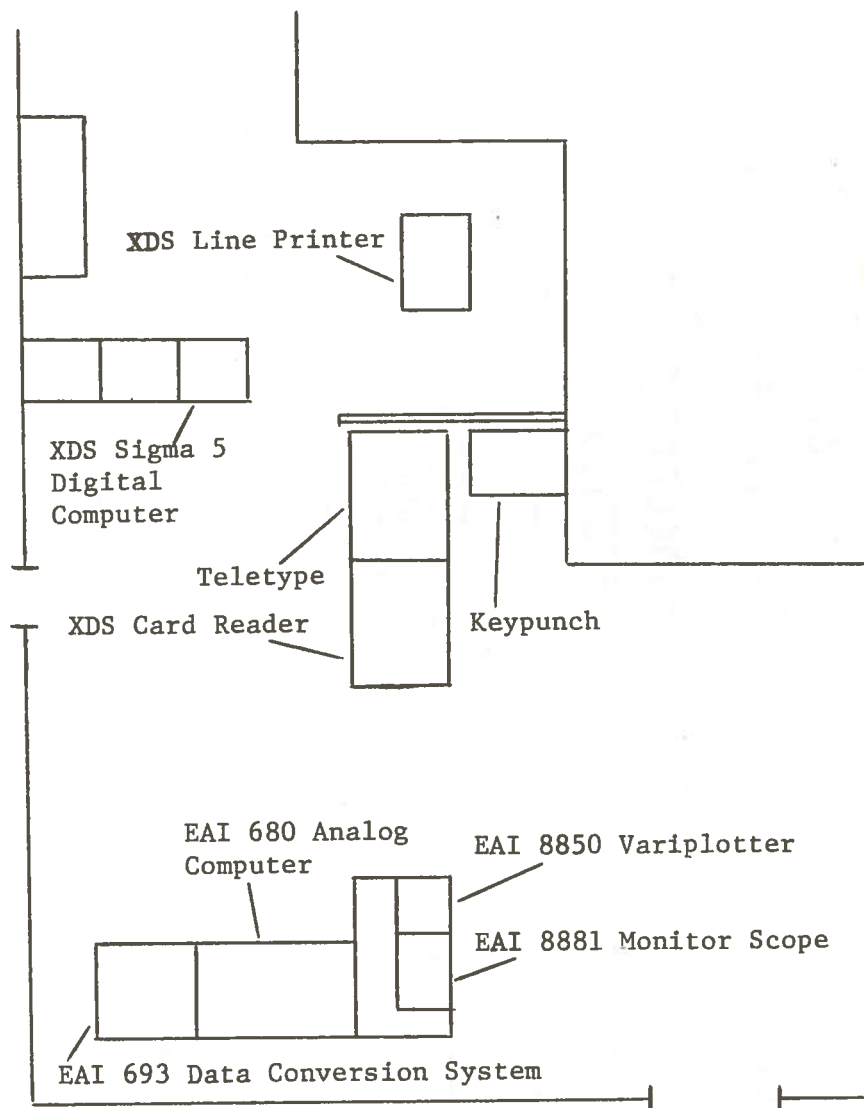 XDS Line Printer
XDS Sigma 5
Digital
Computer
Teletype
XDS Card Reader
Keypunch
EAI 680 Analog
Computer
EAI 8850 Variplotter
EAI 8881 Monitor Scope
EAI 693 Data Conversion System